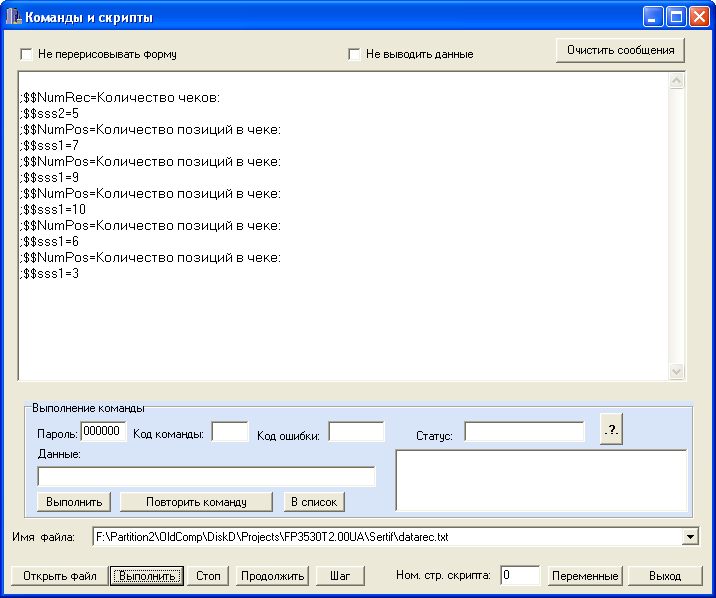 Команды и скрипты
Не перерисовывать форму
Не выводить данные
Очистить сообщения
;$$NumRec=Количество чеков:
;$$sss2=5
;$$NumPos=Количество позиций в чеке:
;$$sss1=7
;$$NumPos=Количество позиций в чеке:
;$$sss1=9
;$$NumPos=Количество позиций в чеке:
;$$sss1=10
;$$NumPos=Количество позиций в чеке:
;$$sss1=6
;$$NumPos=Количество позиций в чеке:
;$$sss1=3
Выполнение команды
Пароль: 000000 Код команды: Код ошибки: Статус: .?.
Данные:
Выполнить Повторить команду В список
Имя файла: F:\Partition2\OldComp\DiskD\Projects\FP3530T2.00UA\Sertif\datarec.txt
Открыть файл Выполнить Стоп Продолжить Шаг Ном. стр. скрипта: 0 Переменные Выход